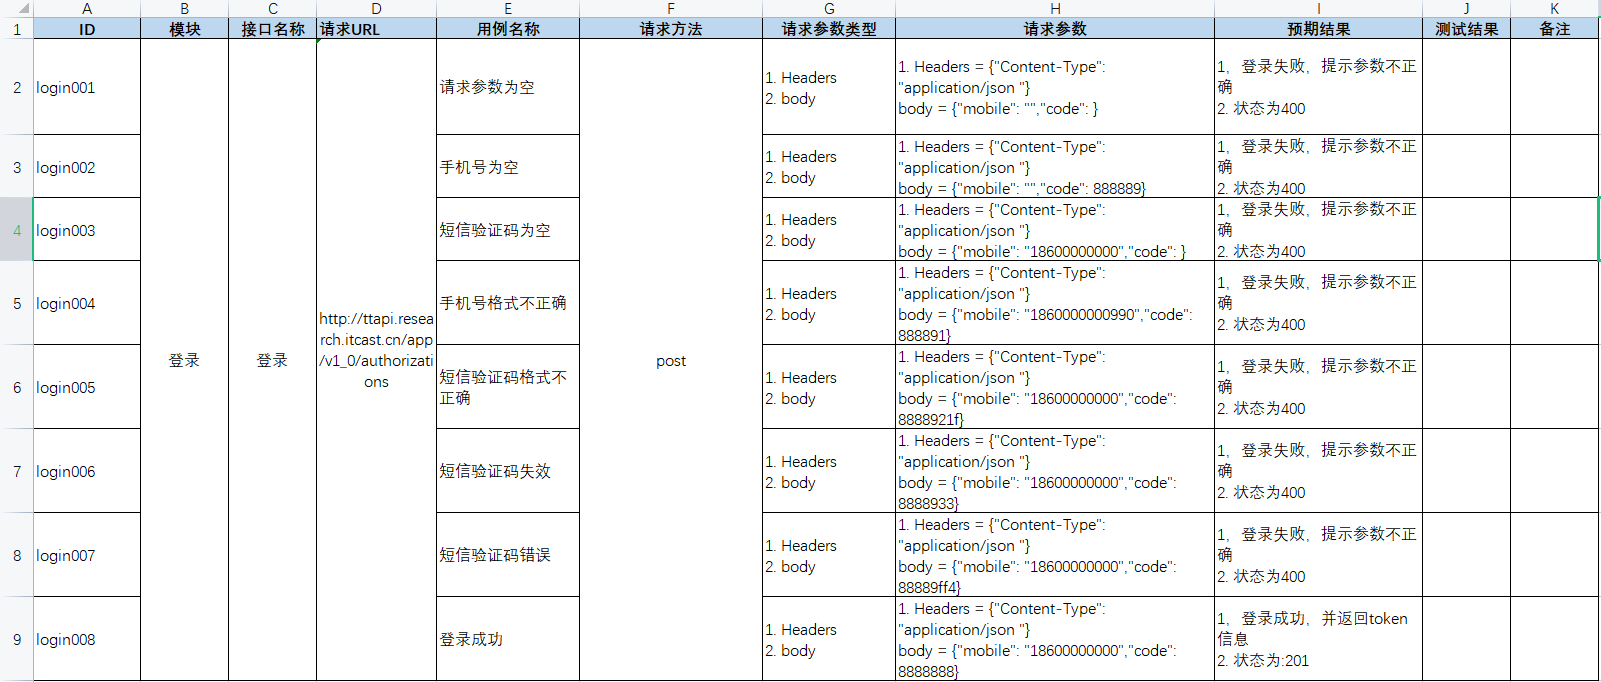 A B C D E F G H I J K
1 ID 模块 接口名称 请求URL 用例名称 请求方法 请求参数类型 请求参数 预期结果 测试结果 备注
2 login001
请求参数为空
1. Headers
2. body
1. Headers = {"Content-Type":
"application/json "}
body = {"mobile": "","code": }
1，登录失败，提示参数不正
确
2. 状态为400
3 login002
手机号为空
1. Headers
2. body
1. Headers = {"Content-Type":
"application/json "}
body = {"mobile": "","code": 888889}
1，登录失败，提示参数不正
确
2. 状态为400
4 login003
短信验证码为空
1. Headers
2. body
1. Headers = {"Content-Type":
"application/json "}
body = {"mobile": "18600000000","code": }
1，登录失败，提示参数不正
确
2. 状态为400
5 login004
手机号格式不正确
1. Headers
2. body
1. Headers = {"Content-Type":
"application/json "}
body = {"mobile": "1860000000990","code":
888891}
1，登录失败，提示参数不正
确
2. 状态为400
登录
登录
http://ttapi.resea
rch.itcast.cn/app
/v1_0/authorizati
ons
post
6 login005
短信验证码格式不
正确
1. Headers
2. body
1. Headers = {"Content-Type":
"application/json "}
body = {"mobile": "18600000000","code":
8888921f}
1，登录失败，提示参数不正
确
2. 状态为400
7 login006
短信验证码失效
1. Headers
2. body
1. Headers = {"Content-Type":
"application/json "}
body = {"mobile": "18600000000","code":
8888933}
1，登录失败，提示参数不正
确
2. 状态为400
8 login007
短信验证码错误
1. Headers
2. body
1. Headers = {"Content-Type":
"application/json "}
body = {"mobile": "18600000000","code":
88889ff4}
1，登录失败，提示参数不正
确
2. 状态为400
9 login008
登录成功
1. Headers
2. body
1. Headers = {"Content-Type":
"application/json "}
body = {"mobile": "18600000000","code":
8888888}
1，登录成功，并返回token
信息
2. 状态为:201